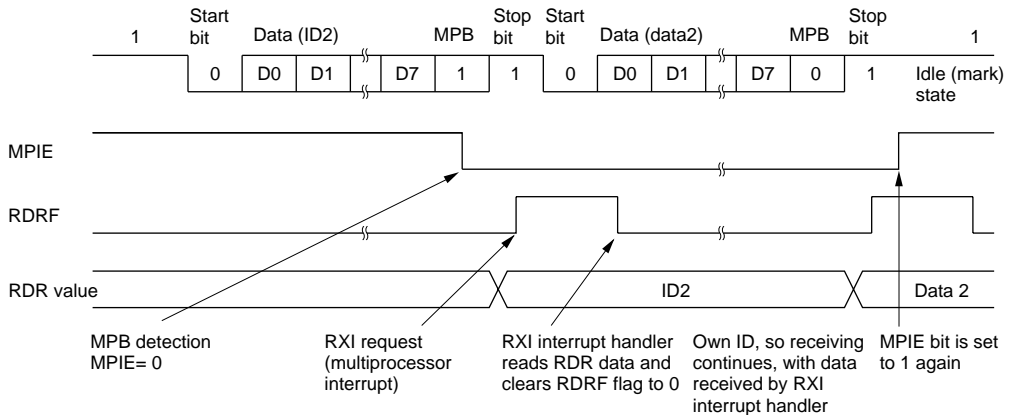 1 Start bit Data (ID2) MPB Stop bit Start bit Data (data2) MPB Stop bit 1
0 D0 D1 D7 1 1 0 D0 D1 D7 0 1 Idle (mark) state
MPIE
RDRF
RDR value ID2 Data 2
MPB detection
MPIE= 0
RXI request
(multiprocessor
interrupt)
RXI interrupt handler
reads RDR data and
clears RDRF flag to 0
Own ID, so receiving
continues, with data
received by RXI
interrupt handler
MPIE bit is set
to 1 again